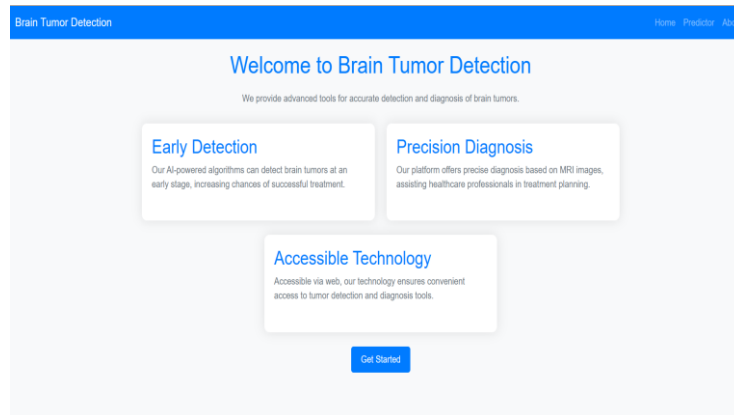 Brain Tumor Detection
Home Predictor
Welcome to Brain Tumor Detection
We provide advanced tools for accurate detection and diagnosis of brain tumors.
Early Detection
Our AI-powered algorithms can detect brain tumors at an
early stage, increasing chances of successful treatment.
Precision Diagnosis
Our platform offers precise diagnosis based on MRI images,
assisting healthcare professionals in treatment planning.
Accessible Technology
Accessible via web, our technology ensures convenient
access to tumor detection and diagnosis tools.
Get Started